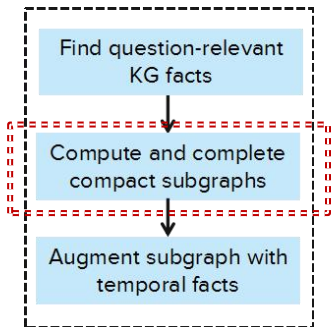 Find question-relevant
KG facts
Compute and complete
compact subgraphs
Augment subgraph with
temporal facts